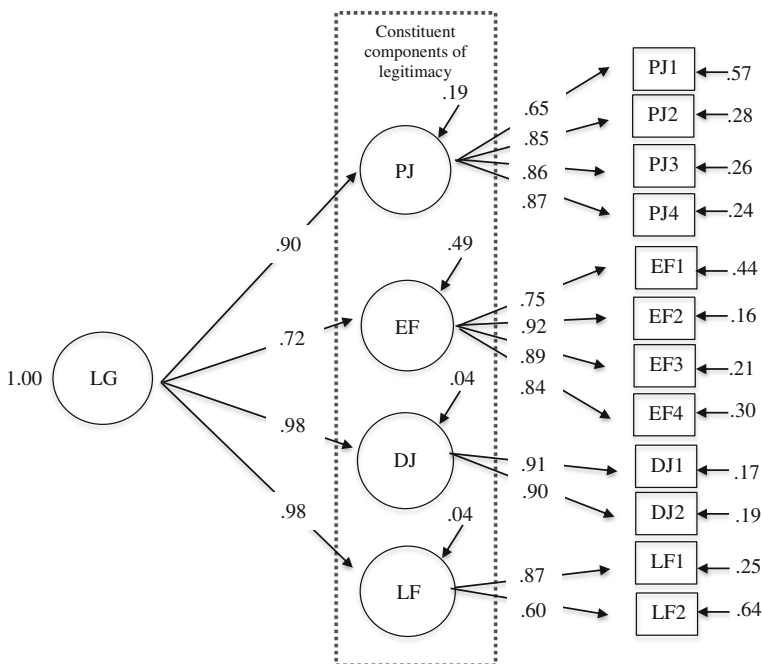 Constituent
components of
legitimacy
.19
PJ
.65
.85
.86
.87
PJ1
.57
PJ2
.28
PJ3
.26
PJ4
.24
.90
.49
EF
.72
.75
.92
.89
.84
EF1
.44
EF2
.16
EF3
.21
EF4
.30
1.00
LG
.04
.98
DJ
.91
.90
DJ1
.17
DJ2
.19
.98
.04
LF
.87
.60
LF1
.25
LF2
.64